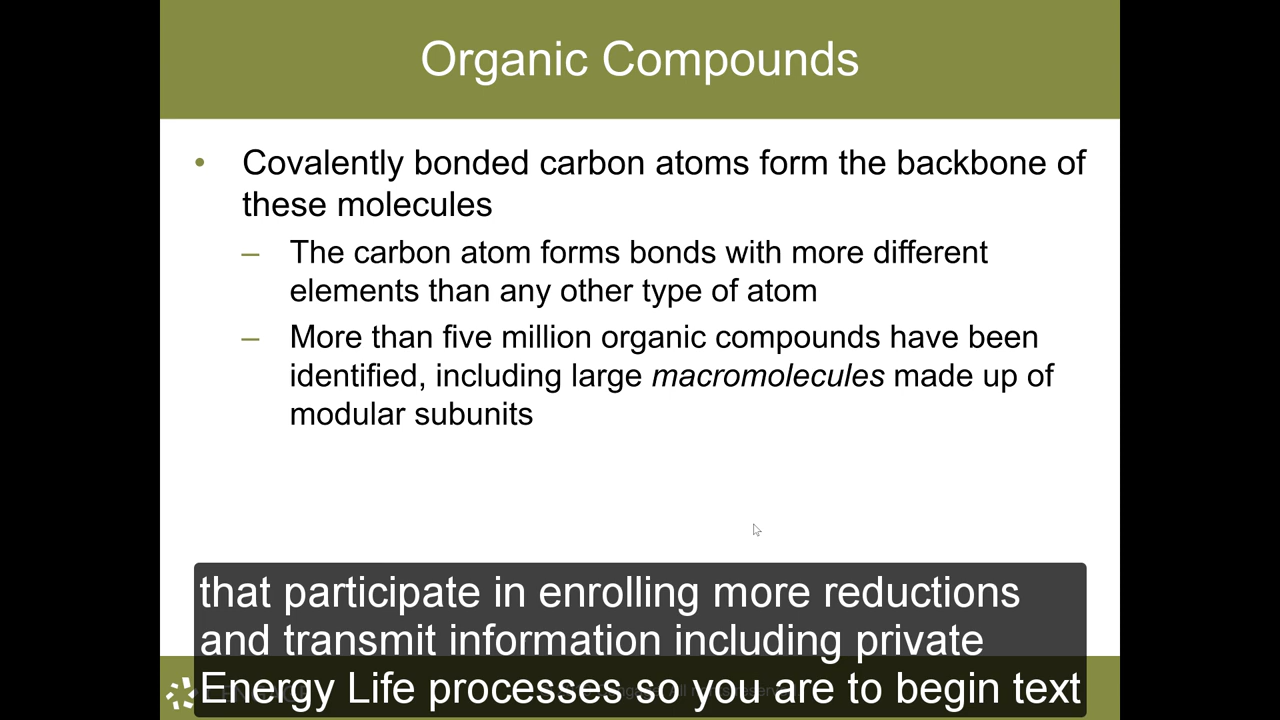 Organic Compounds
• Covalently bonded carbon atoms form the backbone of
these molecules
– The carbon atom forms bonds with more different
elements than any other type of atom
– More than five million organic compounds have been
identified, including large macromolecules made up of
modular subunits
that participate in enrolling more reductions
and transmit information including private
Energy Life processes so you are to begin text